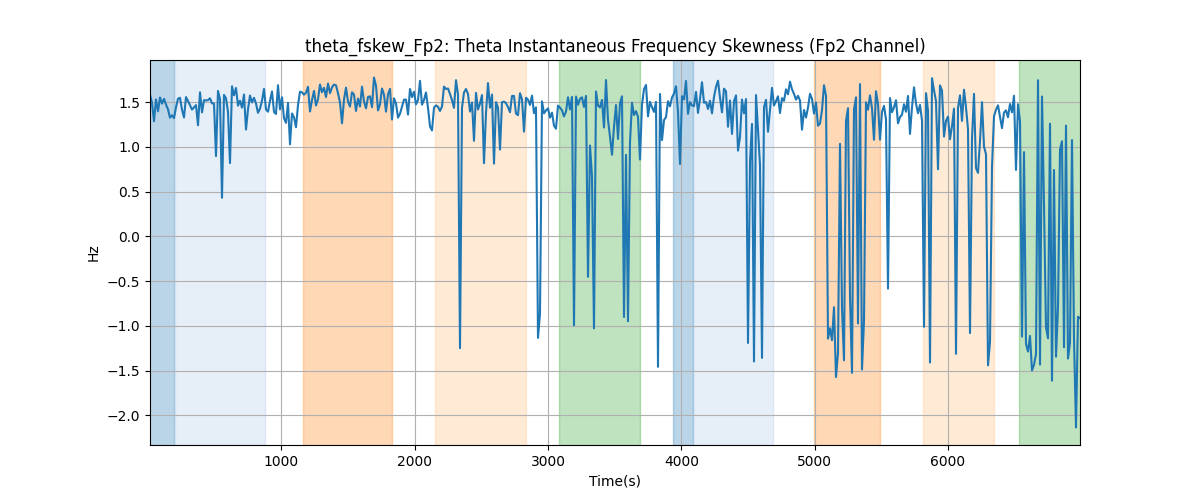 theta_fskew_Fp2: Theta Instantaneous Frequency Skewness (Fp2 Channel)
1.5
1.0
0.5
0.0
−0.5
−1.0
−1.5
−2.0
Hz
1000 2000 3000 4000 5000 6000
Time(s)